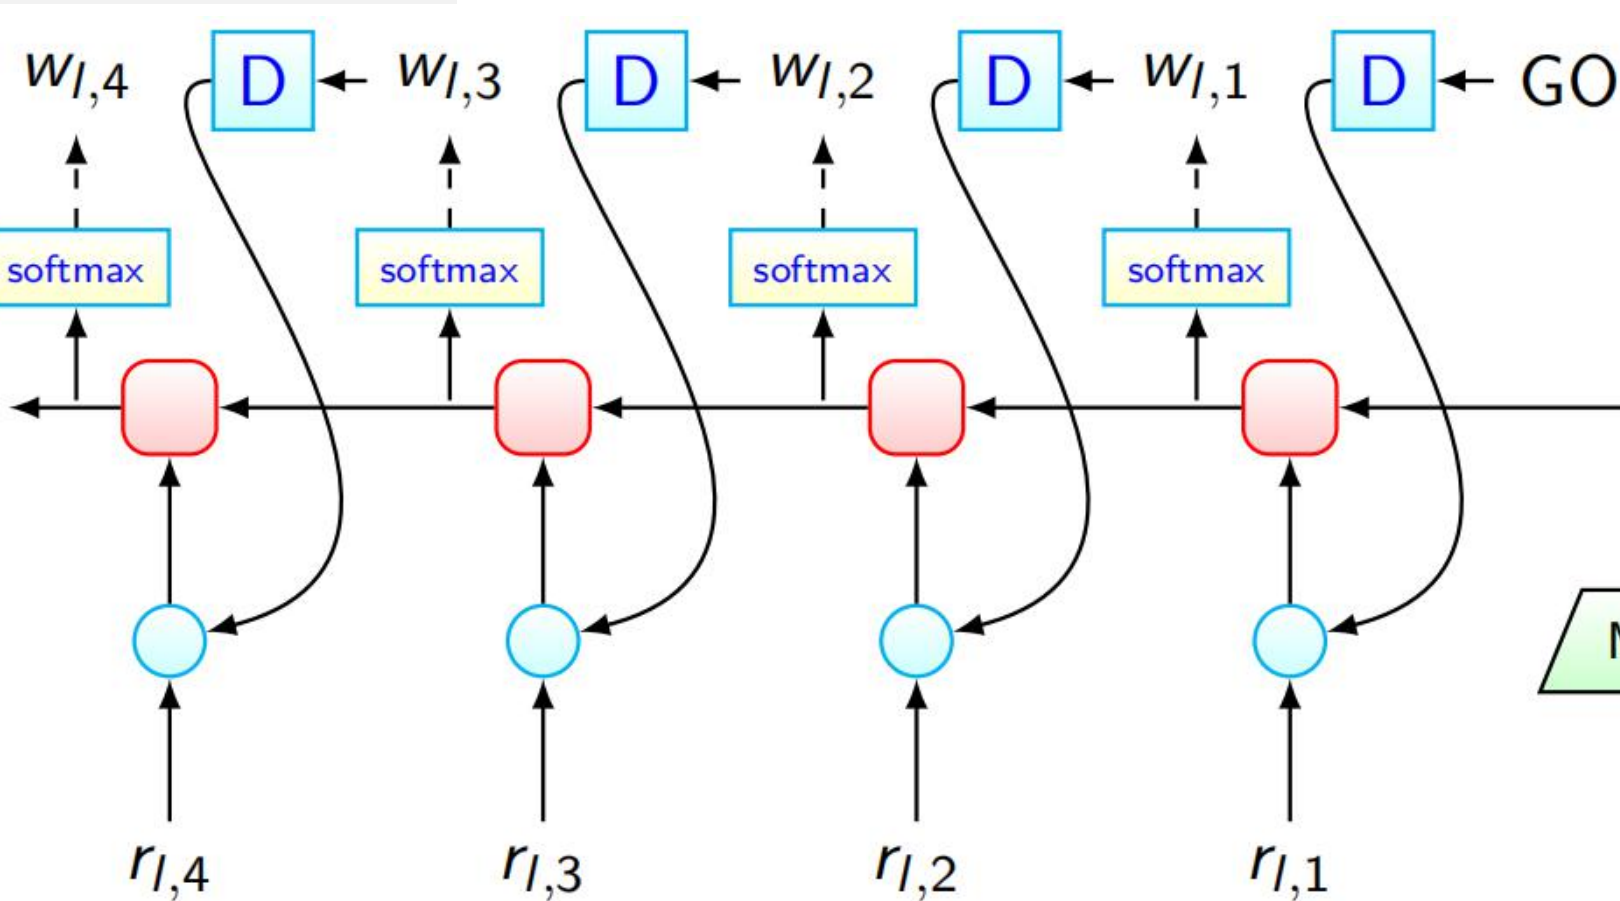 w_{l,4} D w_{l,3} D w_{l,2} D w_{l,1} D GO
softmax softmax softmax softmax
r_{l,4} r_{l,3} r_{l,2} r_{l,1}